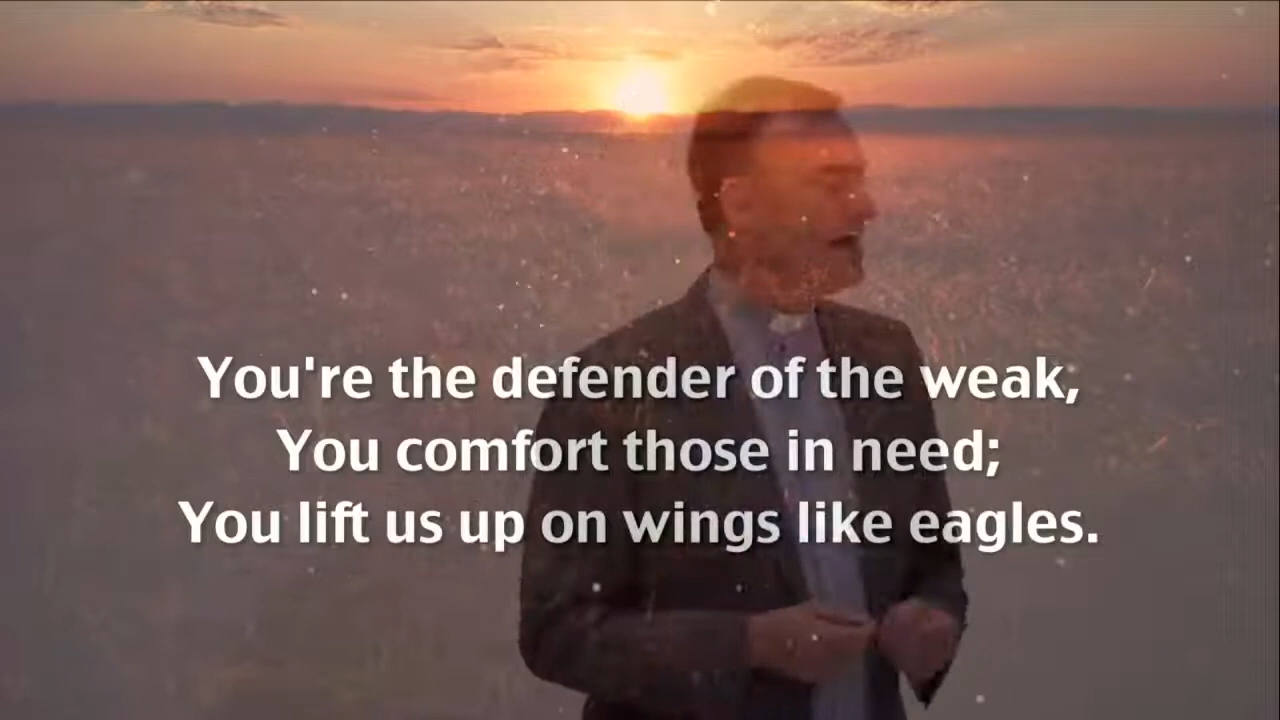 You're the defender of the weak,
You comfort those in need;
You lift us up on wings like eagles.